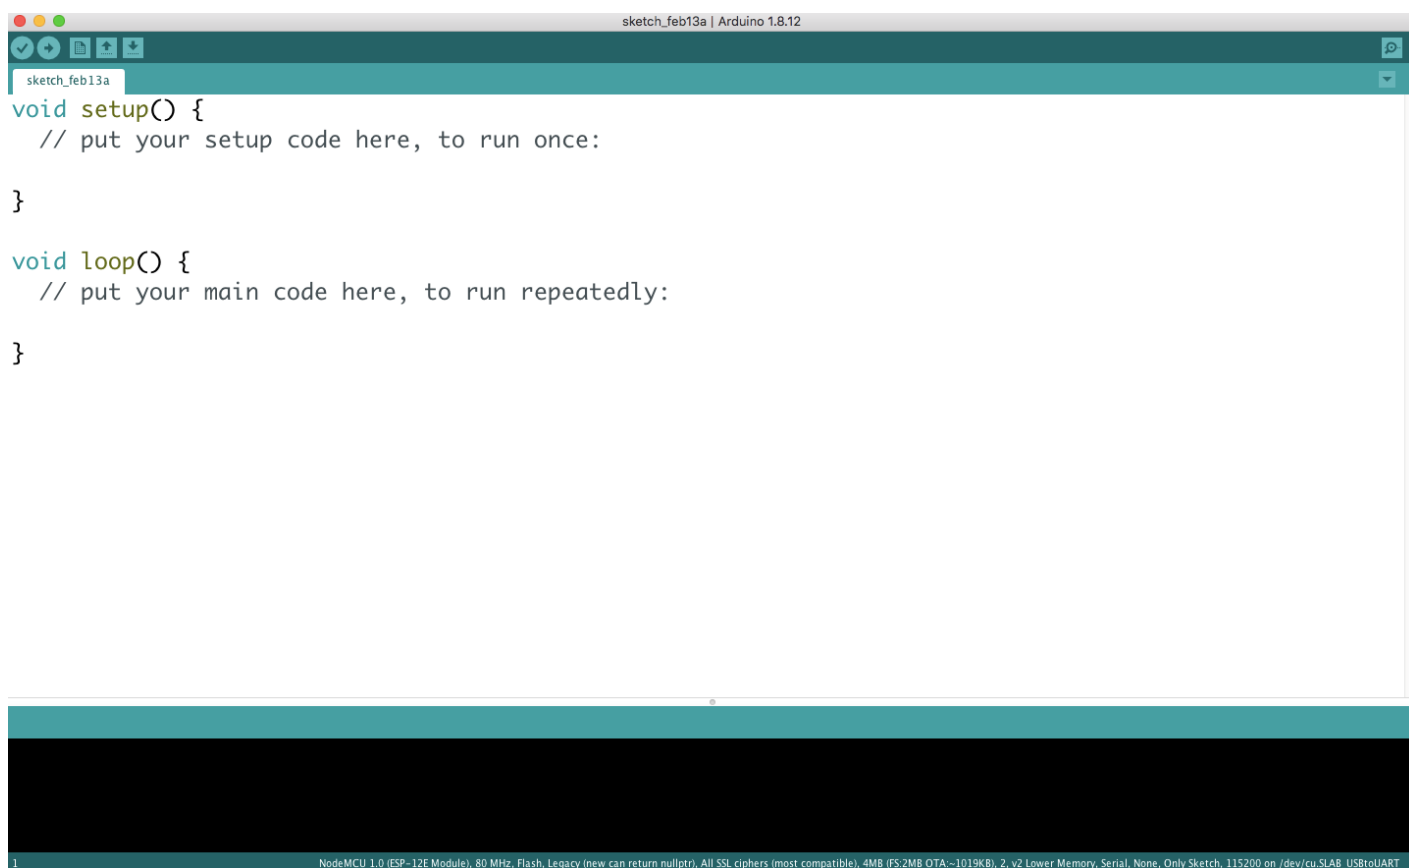 sketch_feb13a | Arduino 1.8.12
sketch_feb13a
void setup() {
  // put your setup code here, to run once:
}
void loop() {
  // put your main code here, to run repeatedly:
}
1 NodeMCU 1.0 (ESP-12E Module), 80 MHz, Flash, Legacy (new can return nullptr), All SSL ciphers (most compatible), 4MB (FS:2MB OTA:~1019KB), 2, v2 Lower Memory, Serial, None, Only Sketch, 115200 on /dev/cu.SLAB_USBtoUART